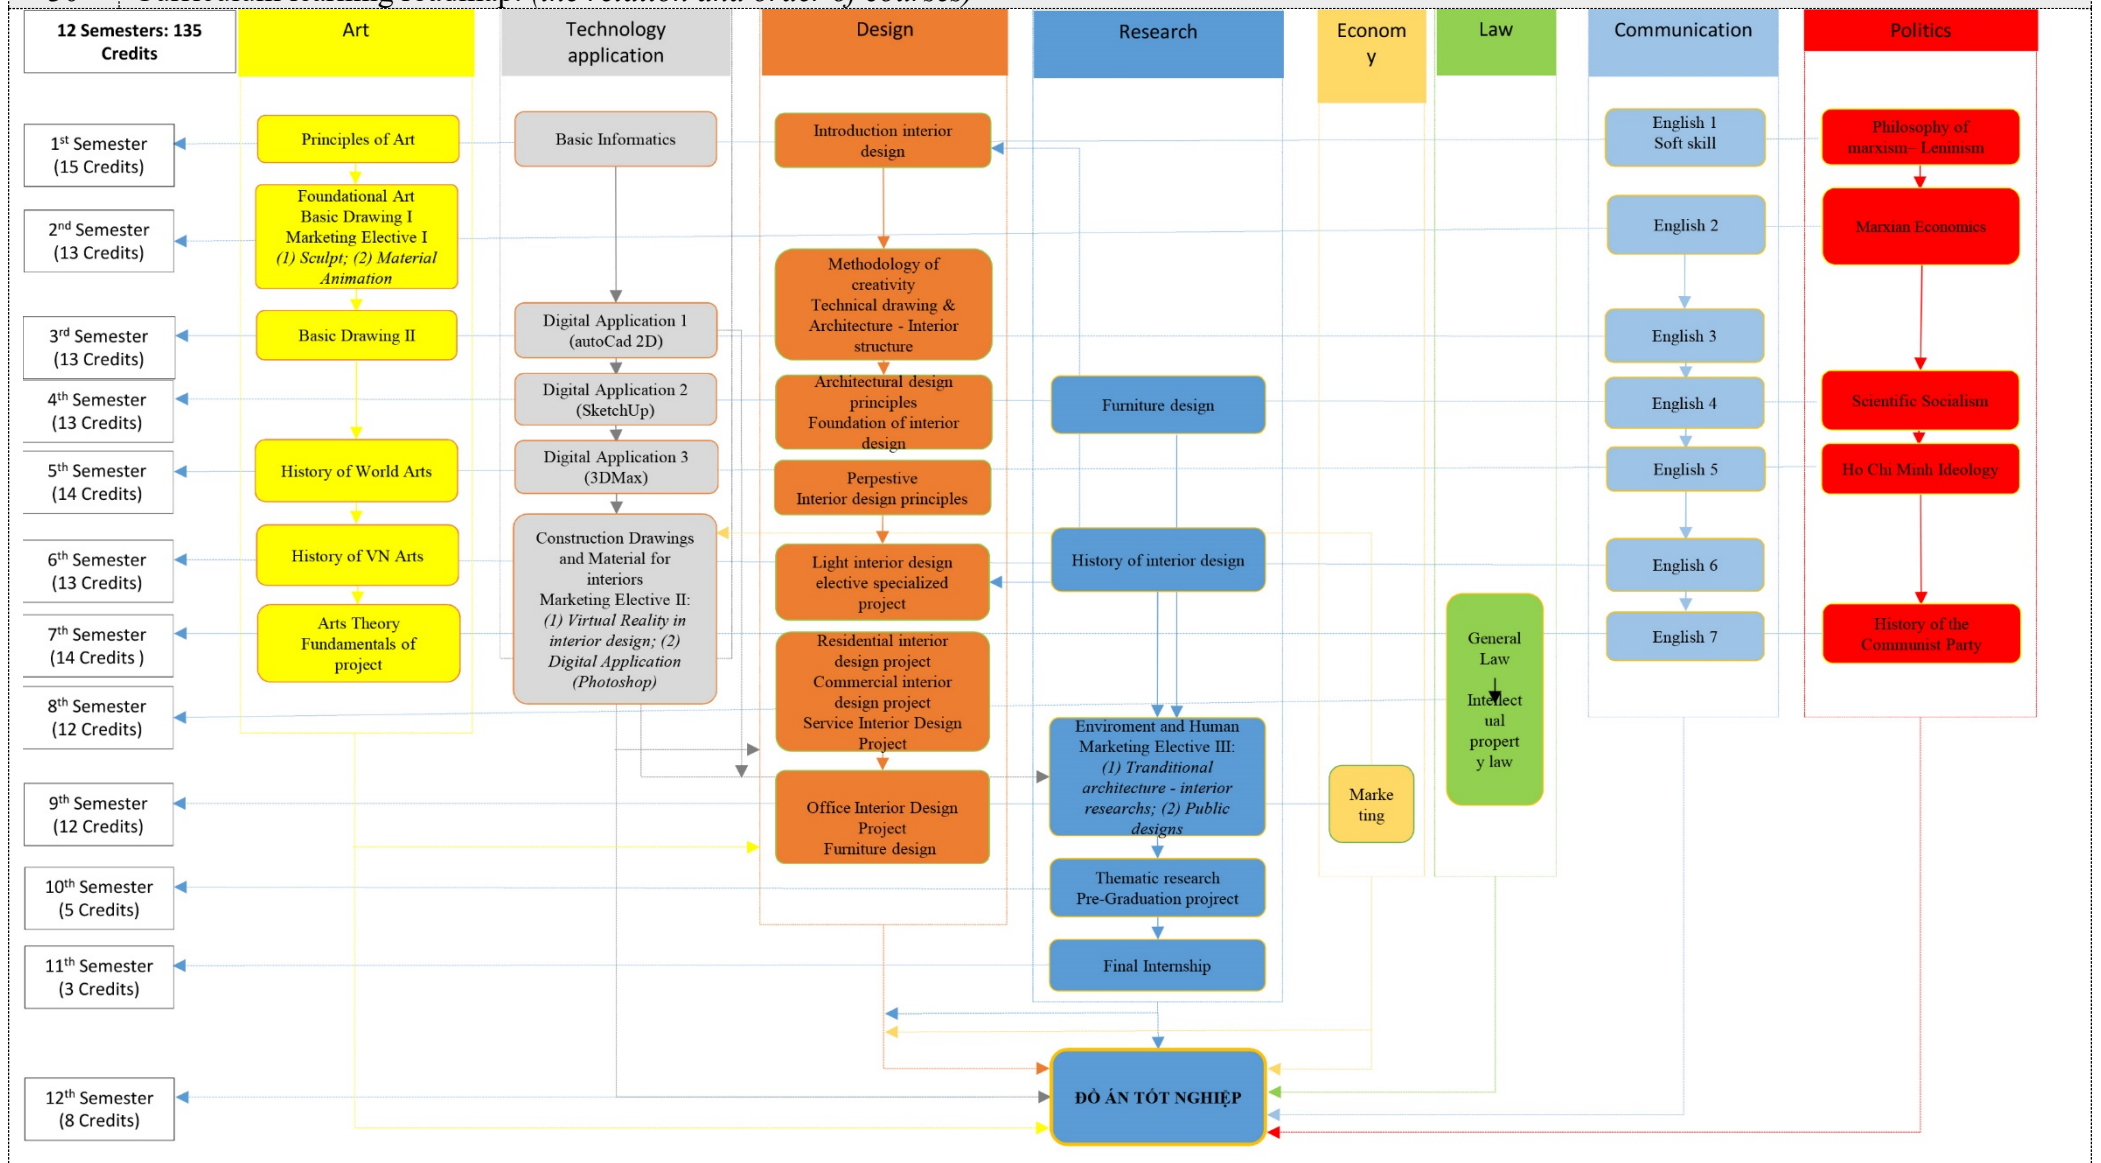 Curriculum learning roadmap: (the relation and order of courses)
12 Semesters: 135
Credits
Art
Technology
application
Design
Research
Econom
y
Law
Communication
Politics
1st Semester
(15 Credits)
Principles of Art
Basic Informatics
Introduction interior
design
English 1
Soft skill
Philosophy of
marxism– Leninism
2nd Semester
(13 Credits)
Foundational Art
Basic Drawing I
Marketing Elective I
(1) Sculpt; (2) Material
Animation
English 2
Marxian Economics
Methodology of
creativity
Technical drawing &
Architecture - Interior
structure
3rd Semester
(13 Credits)
Basic Drawing II
Digital Application 1
(autoCad 2D)
English 3
4th Semester
(13 Credits)
Digital Application 2
(SketchUp)
Architectural design
principles
Foundation of interior
design
Furniture design
English 4
Scientific Socialism
5th Semester
(14 Credits)
History of World Arts
Digital Application 3
(3DMax)
Perpestive
Interior design principles
English 5
Ho Chi Minh Ideology
6th Semester
(13 Credits)
History of VN Arts
Construction Drawings
and Material for
interiors
Marketing Elective II:
(1) Virtual Reality in
interior design; (2)
Digital Application
(Photoshop)
Light interior design
elective specialized
project
History of interior design
English 6
7th Semester
(14 Credits )
Arts Theory
Fundamentals of
project
Residential interior
design project
Commercial interior
design project
Service Interior Design
Project
General
Law
Intellect
ual
propert
y law
English 7
History of the
Communist Party
8th Semester
(12 Credits)
Enviroment and Human
Marketing Elective III:
(1) Tranditional
architecture - interior
researchs; (2) Public
designs
9th Semester
(12 Credits)
Office Interior Design
Project
Furniture design
Marke
ting
10th Semester
(5 Credits)
Thematic research
Pre-Graduation projrect
11th Semester
(3 Credits)
Final Internship
12th Semester
(8 Credits)
ĐỒ ÁN TỐT NGHIỆP